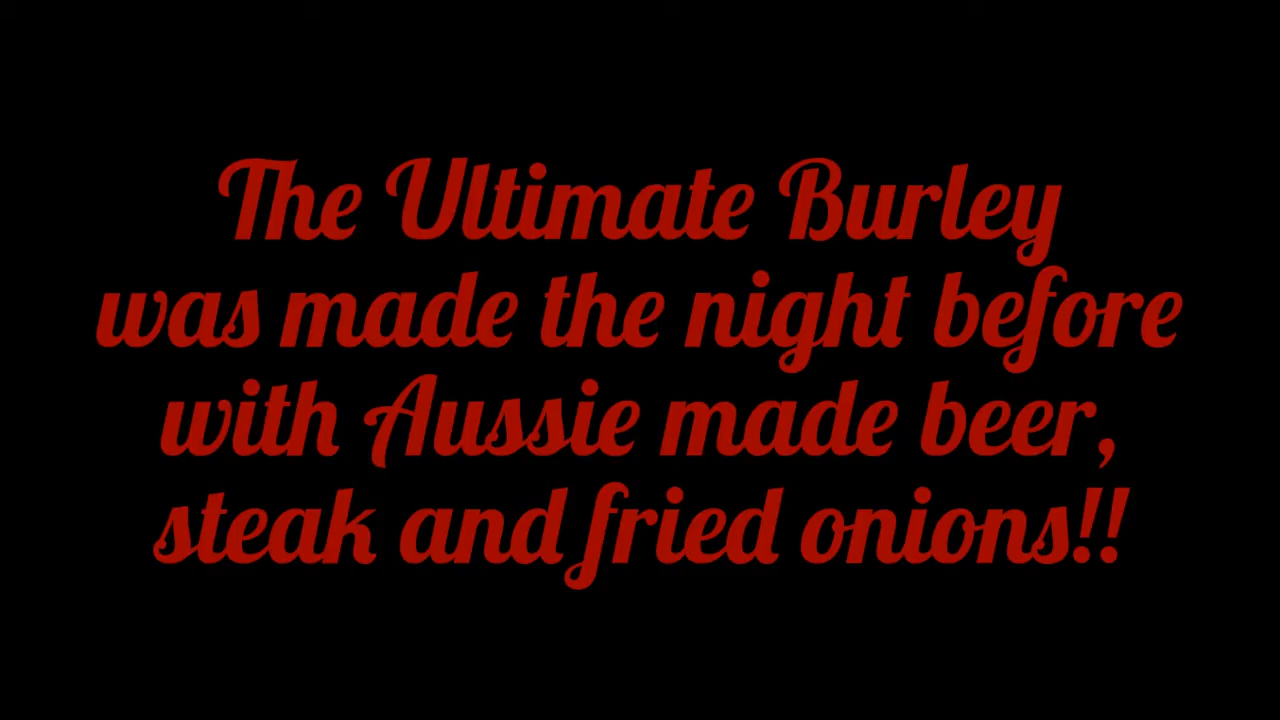 The Ultimate Burley
was made the night before
with Aussie made beer,
steak and fried onions!!